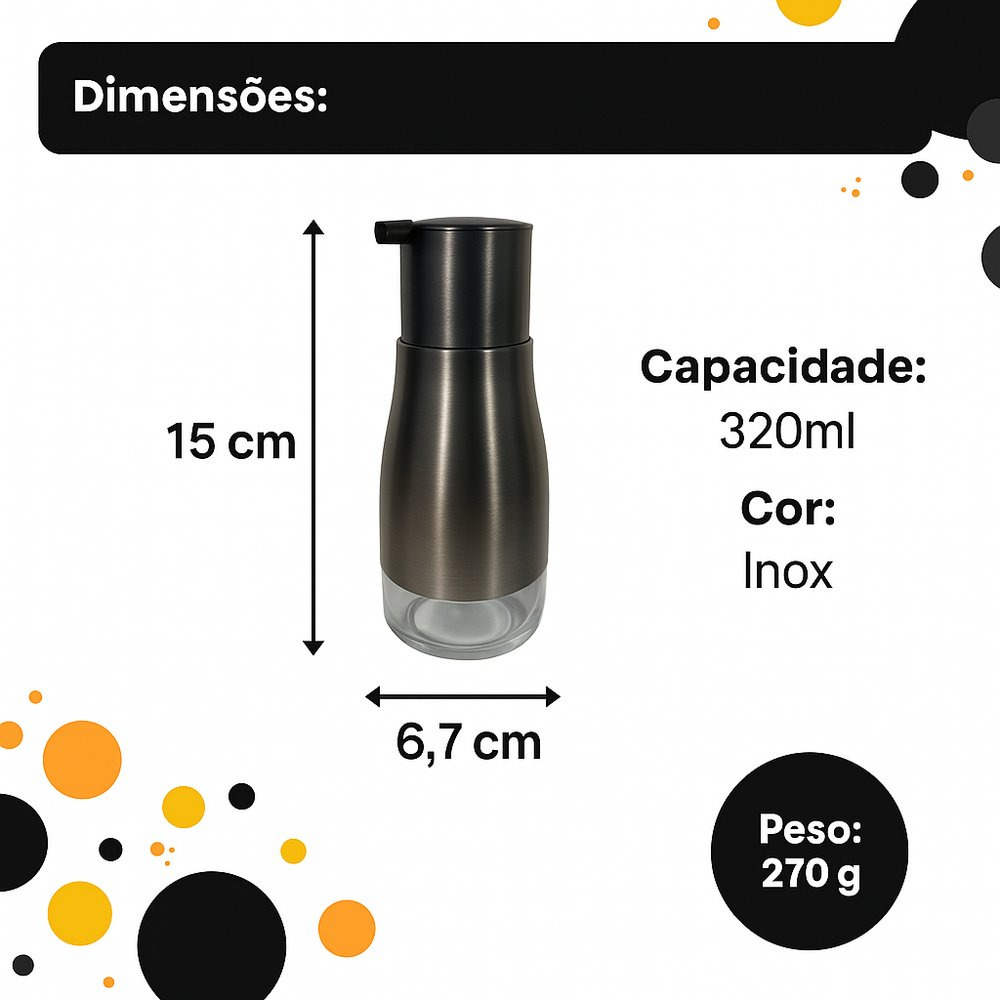 Dimensões:
15 cm
Capacidade:
320ml
Cor:
Inox
6,7 cm
Peso:
270 g